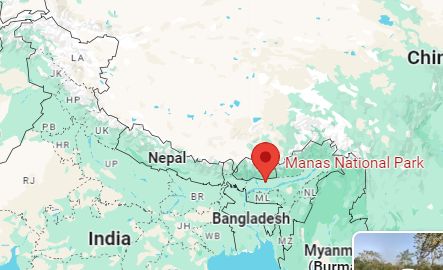 Chin
LA
JK
HP
PB
UK
HR
UP
RJ
Nepal
Manas National Park
BR
ML
NL
Bangladesh
India
JH
WB
MZ
Myanm
(Burma